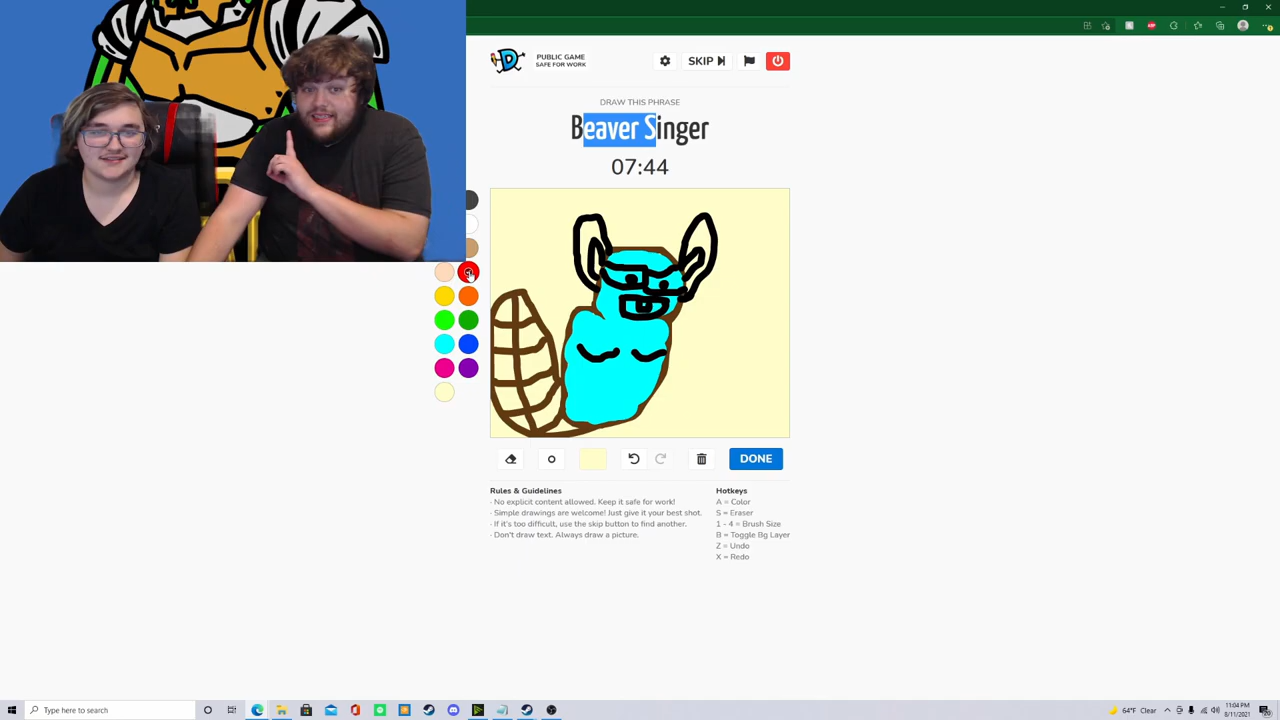 PUBLIC GAME
SAFE FOR WORK
SKIP
DRAW THIS PHRASE
Beaver Singer
07:44
DONE
Rules & Guidelines
· No explicit content allowed. Keep it safe for work!
· Simple drawings are welcome! Just give it your best shot.
· If it's too difficult, use the skip button to find another.
· Don't draw text. Always draw a picture.
Hotkeys
A = Color
S = Eraser
1 - 4 = Brush Size
B = Toggle Bg Layer
Z = Undo
X = Redo
Type here to search
64°F Clear
11:04 PM
8/11/2021